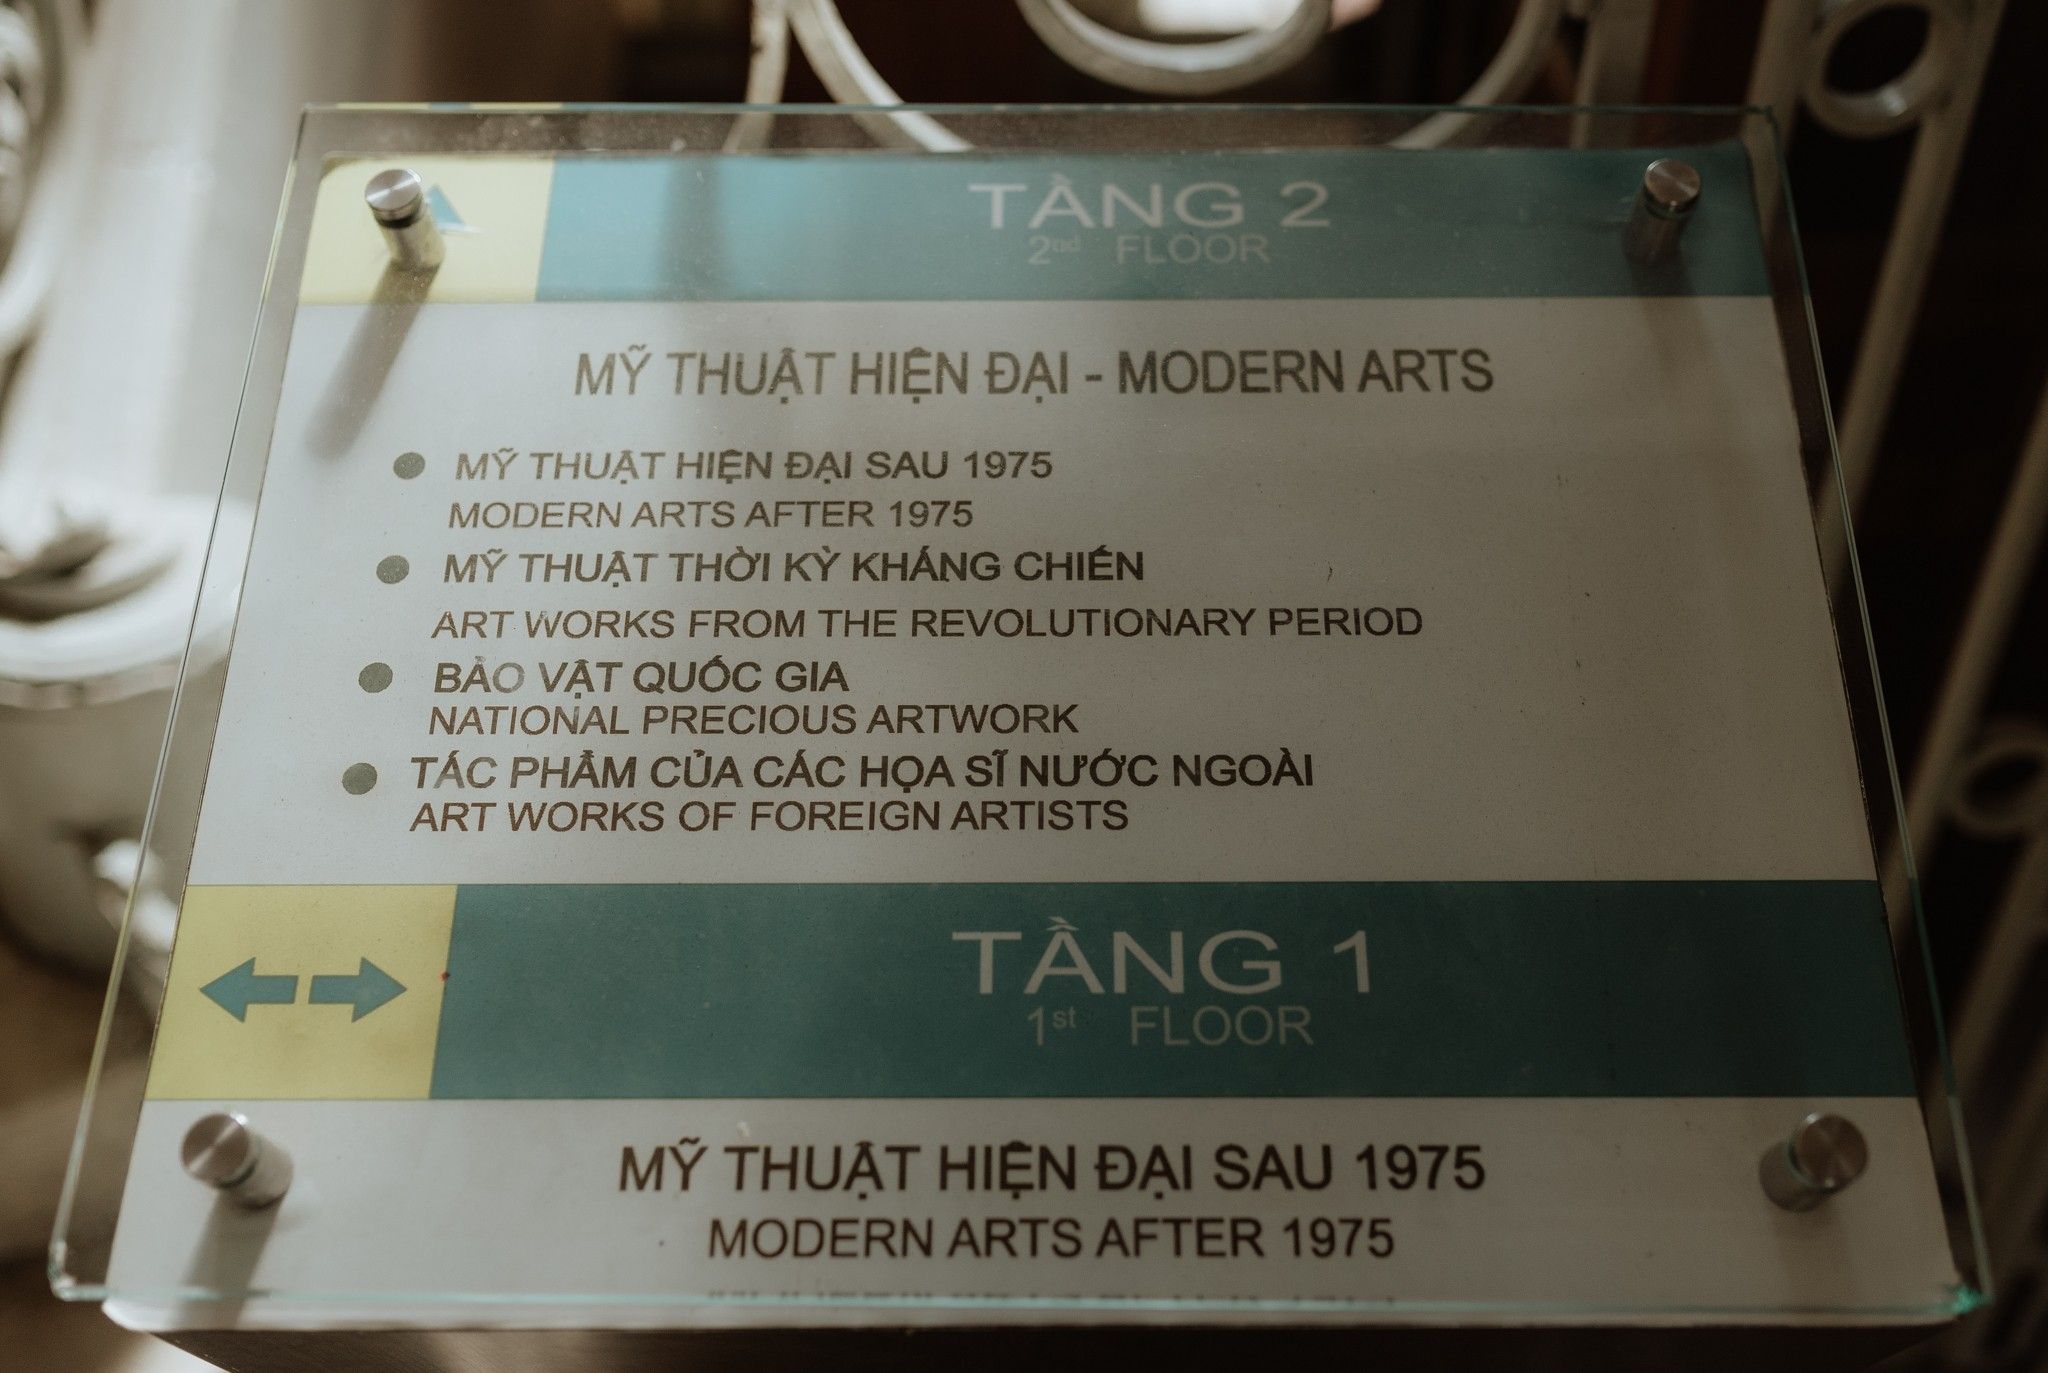 TẦNG 2
2nd FLOOR
MỸ THUẬT HIỆN ĐẠI - MODERN ARTS
● MỸ THUẬT HIỆN ĐẠI SAU 1975
MODERN ARTS AFTER 1975
● MỸ THUẬT THỜI KỲ KHÁNG CHIẾN
ART WORKS FROM THE REVOLUTIONARY PERIOD
● BẢO VẬT QUỐC GIA
NATIONAL PRECIOUS ARTWORK
● TÁC PHẨM CỦA CÁC HỌA SĨ NƯỚC NGOÀI
ART WORKS OF FOREIGN ARTISTS
TẦNG 1
1st FLOOR
MỸ THUẬT HIỆN ĐẠI SAU 1975
MODERN ARTS AFTER 1975